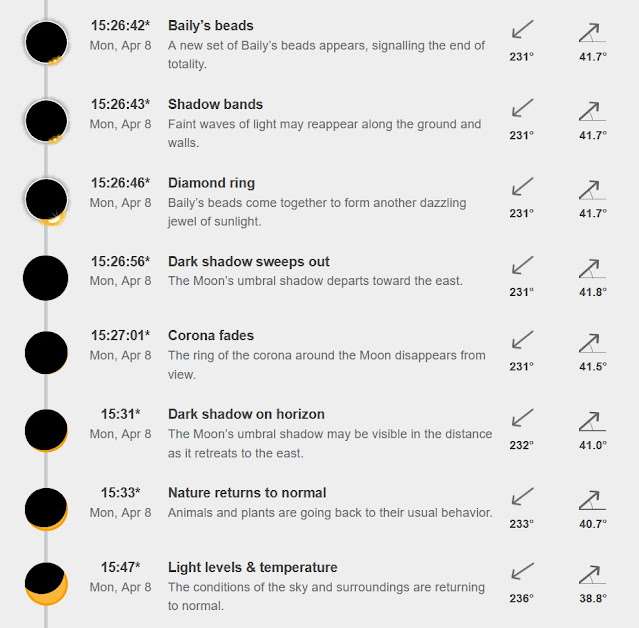 15:26:42* Baily's beads
Mon, Apr 8 A new set of Baily's beads appears, signalling the end of
totality.
231° 41.7°
15:26:43* Shadow bands
Mon, Apr 8 Faint waves of light may reappear along the ground and
walls.
231° 41.7°
15:26:46* Diamond ring
Mon, Apr 8 Baily's beads come together to form another dazzling
jewel of sunlight.
231° 41.7°
15:26:56* Dark shadow sweeps out
Mon, Apr 8 The Moon's umbral shadow departs toward the east.
231° 41.8°
15:27:01* Corona fades
Mon, Apr 8 The ring of the corona around the Moon disappears from
view.
231° 41.5°
15:31* Dark shadow on horizon
Mon, Apr 8 The Moon's umbral shadow may be visible in the distance
as it retreats to the east.
232° 41.0°
15:33* Nature returns to normal
Mon, Apr 8 Animals and plants are going back to their usual behavior.
233° 40.7°
15:47* Light levels & temperature
Mon, Apr 8 The conditions of the sky and surroundings are returning
to normal.
236° 38.8°